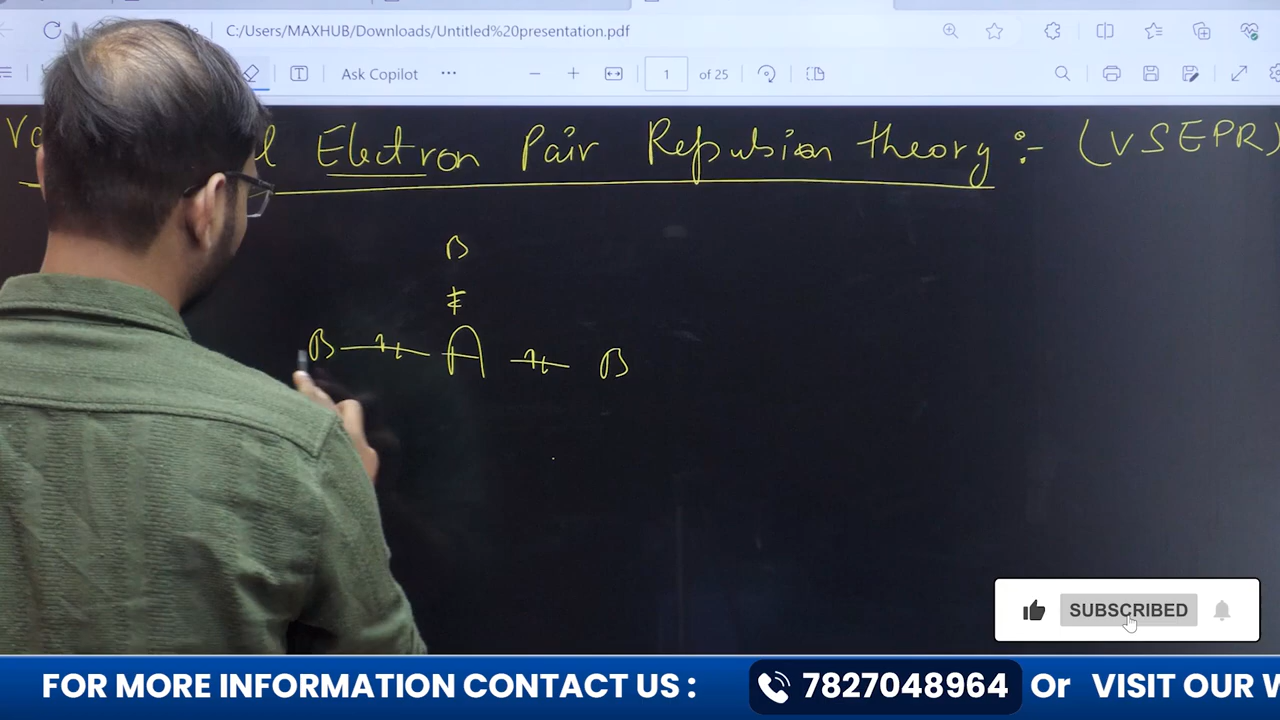 C:/Users/MAXHUB/Downloads/Untitled%20presentation.pdf
Ask Copilot ... 1 of 25
Electron Pair Repulsion theory :- (VSEPR)
B
B A B
SUBSCRIBED
FOR MORE INFORMATION CONTACT US : 7827048964 Or VISIT OUR W